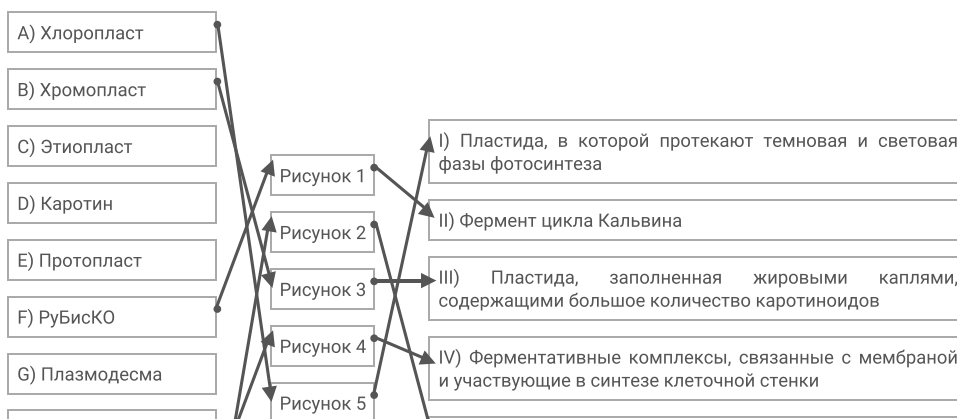 A) Хлоропласт
B) Хромопласт
C) Этиопласт
D) Каротин
E) Протопласт
F) РуБисКО
G) Плазмодесма
Рисунок 1
Рисунок 2
Рисунок 3
Рисунок 4
Рисунок 5
I) Пластида, в которой протекают темновая и световая
фазы фотосинтеза
II) Фермент цикла Кальвина
III) Пластида, заполненная жировыми каплями,
содержащими большое количество каротиноидов
IV) Ферментативные комплексы, связанные с мембраной
и участвующие в синтезе клеточной стенки